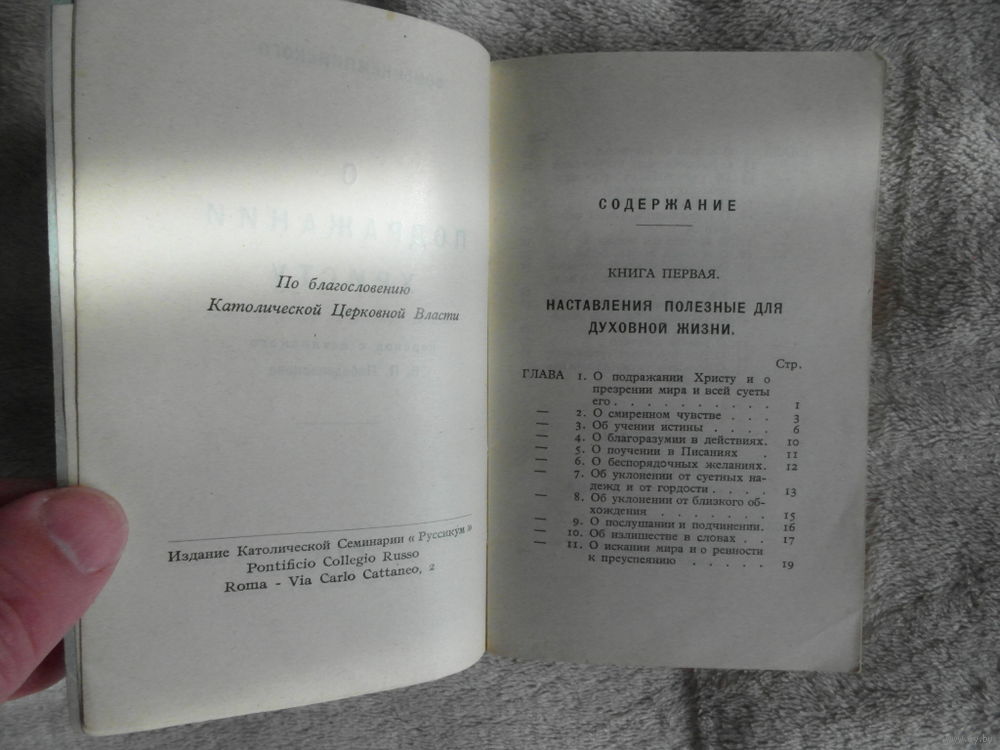 По благословению
Католической Церковной Власти
Издание Католической Семинарии « Руссикум »
Pontificio Collegio Russo
Roma - Via Carlo Cattaneo, 2
СОДЕРЖАНИЕ
КНИГА ПЕРВАЯ.
НАСТАВЛЕНИЯ ПОЛЕЗНЫЕ ДЛЯ
ДУХОВНОЙ ЖИЗНИ.
Стр.
ГЛАВА 1. О подражании Христу и о
презрении мира и всей суеты
его . . . . . . . . . . 1
— 2. О смиренном чувстве . . . 3
— 3. Об учении истины . . . . 6
— 4. О благоразумии в действиях. 10
— 5. О поучении в Писаниях . 11
— 6. О беспорядочных желаниях. 12
— 7. Об уклонении от суетных на-
дежд и от гордости . . . . 13
— 8. Об уклонении от близкого об-
хождения . . . . . . . 15
— 9. О послушании и подчинении. 16
— 10. Об излишестве в словах . . 17
— 11. О искании мира и о ревности
к преуспеянию . . . . . 19